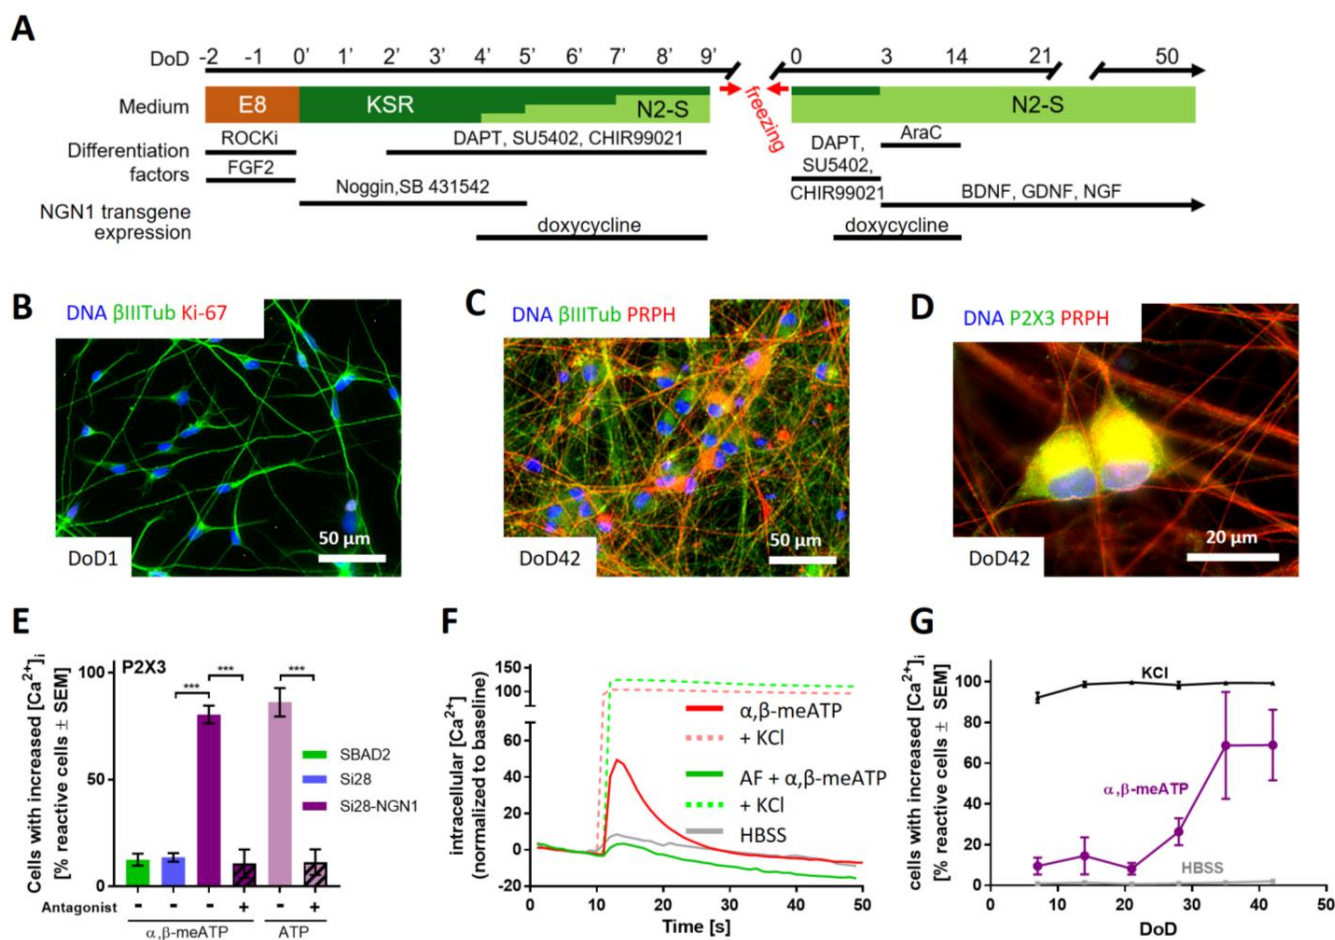 A
DoD -2 -1 0' 1' 2' 3' 4' 5' 6' 7' 8' 9' 0 3 14 21 50
Medium E8 KSR N2-S freezing N2-S
Differentiation factors
ROCKi
FGF2
DAPT, SU5402, CHIR99021
Noggin,SB 431542
DAPT,
SU5402,
CHIR99021
AraC
BDNF, GDNF, NGF
NGN1 transgene
expression
doxycycline
doxycycline
B
DNA βIIITub Ki-67
50 µm
DoD1
C
DNA βIIITub PRPH
50 µm
DoD42
D
DNA P2X3 PRPH
20 µm
DoD42
E
Cells with increased [Ca²⁺]i
[% reactive cells ± SEM]
P2X3
100
50
0
***
***
***
SBAD2
Si28
Si28-NGN1
Antagonist - - - + - +
α,β-meATP ATP
F
intracellular [Ca²⁺]
(normalized to baseline)
150
100
60
40
20
0
-20
α,β-meATP
+ KCl
AF + α,β-meATP
+ KCl
HBSS
0 10 20 30 40 50
Time [s]
G
cells with increased [Ca²⁺]i
[% reactive cells ± SEM]
100
80
60
40
20
0
KCl
α,β-meATP
HBSS
0 10 20 30 40 50
DoD